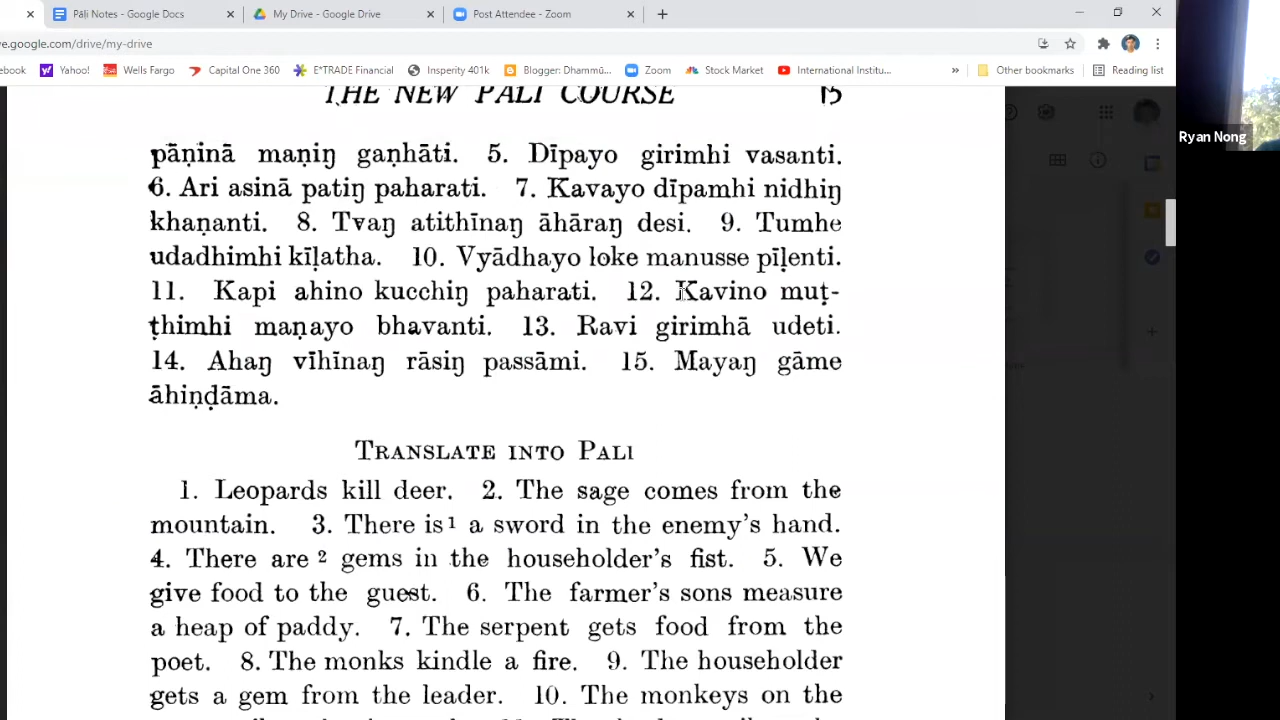 Pāḷi Notes - Google Docs
My Drive - Google Drive
Post Attendee - Zoom
ve.google.com/drive/my-drive
ebook
Yahoo!
Wells Fargo
Capital One 360
E*TRADE Financial
Insperity 401k
Blogger: Dhammū...
Zoom
Stock Market
International Institu...
Other bookmarks
Reading list
THE NEW PALI COURSE 15
pāṇinā maṇiŋ gaṇhāti. 5. Dīpayo girimhi vasanti.
6. Ari asinā patiŋ paharati. 7. Kavayo dīpamhi nidhiŋ
khaṇanti. 8. Tvaŋ atithīnaŋ āhāraŋ desi. 9. Tumhe
udadhimhi kīḷatha. 10. Vyādhayo loke manusse pīḷenti.
11. Kapi ahino kucchiŋ paharati. 12. Kavino muṭ-
ṭhimhi maṇayo bhavanti. 13. Ravi girimhā udeti.
14. Ahaŋ vīhīnaŋ rāsiŋ passāmi. 15. Mayaŋ gāme
āhiṇḍāma.
TRANSLATE INTO PALI
1. Leopards kill deer. 2. The sage comes from the
mountain. 3. There is 1 a sword in the enemy's hand.
4. There are 2 gems in the householder's fist. 5. We
give food to the guest. 6. The farmer's sons measure
a heap of paddy. 7. The serpent gets food from the
poet. 8. The monks kindle a fire. 9. The householder
gets a gem from the leader. 10. The monkeys on the
Ryan Nong